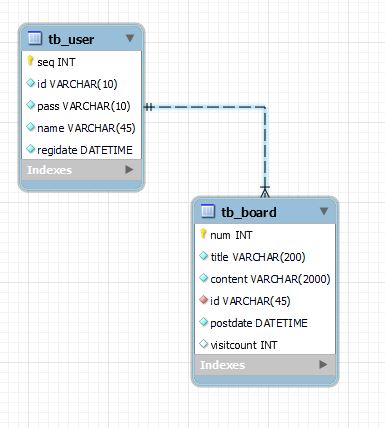 tb_user
seq INT
id VARCHAR(10)
pass VARCHAR(10)
name VARCHAR(45)
regidate DATETIME
Indexes
tb_board
num INT
title VARCHAR(200)
content VARCHAR(2000)
id VARCHAR(45)
postdate DATETIME
visitcount INT
Indexes